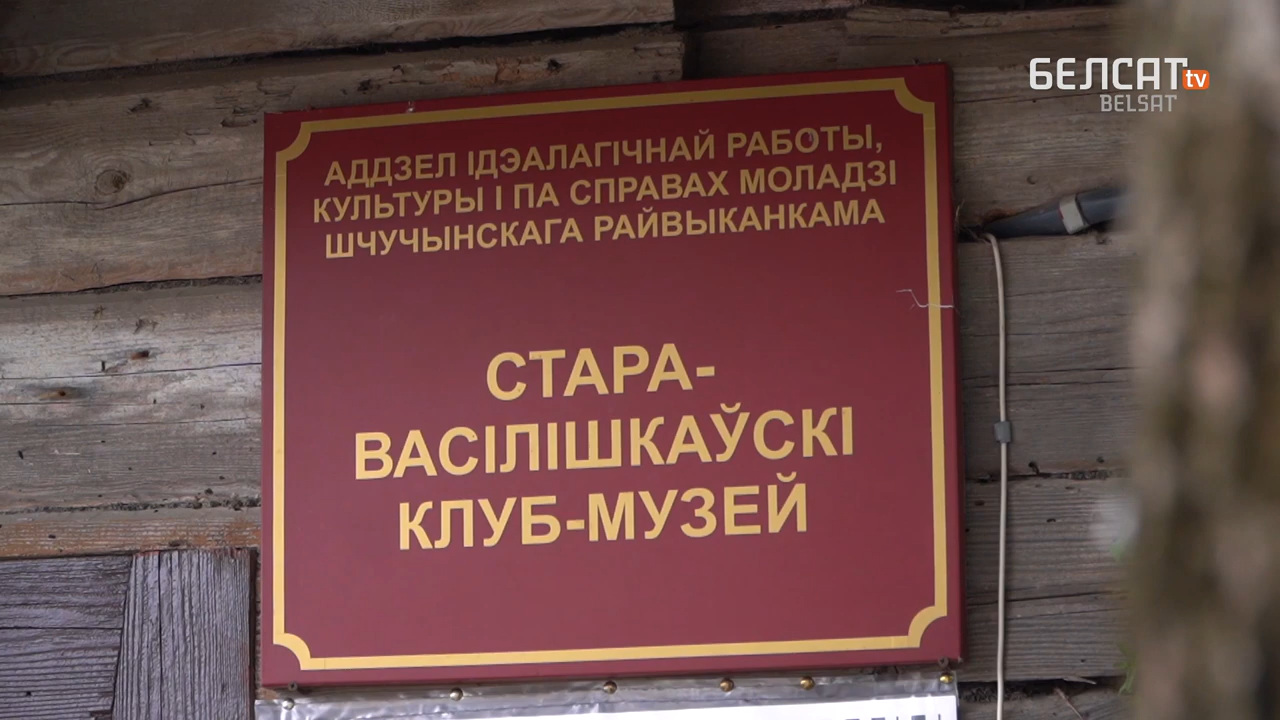 БЕЛСАТ tv
BELSAT
АДДЗЕЛ ІДЭАЛАГІЧНАЙ РАБОТЫ,
КУЛЬТУРЫ І ПА СПРАВАХ МОЛАДЗІ
ШЧУЧЫНСКАГА РАЙВЫКАНКАМА
СТАРА-
ВАСІЛІШКАЎСКІ
КЛУБ-МУЗЕЙ